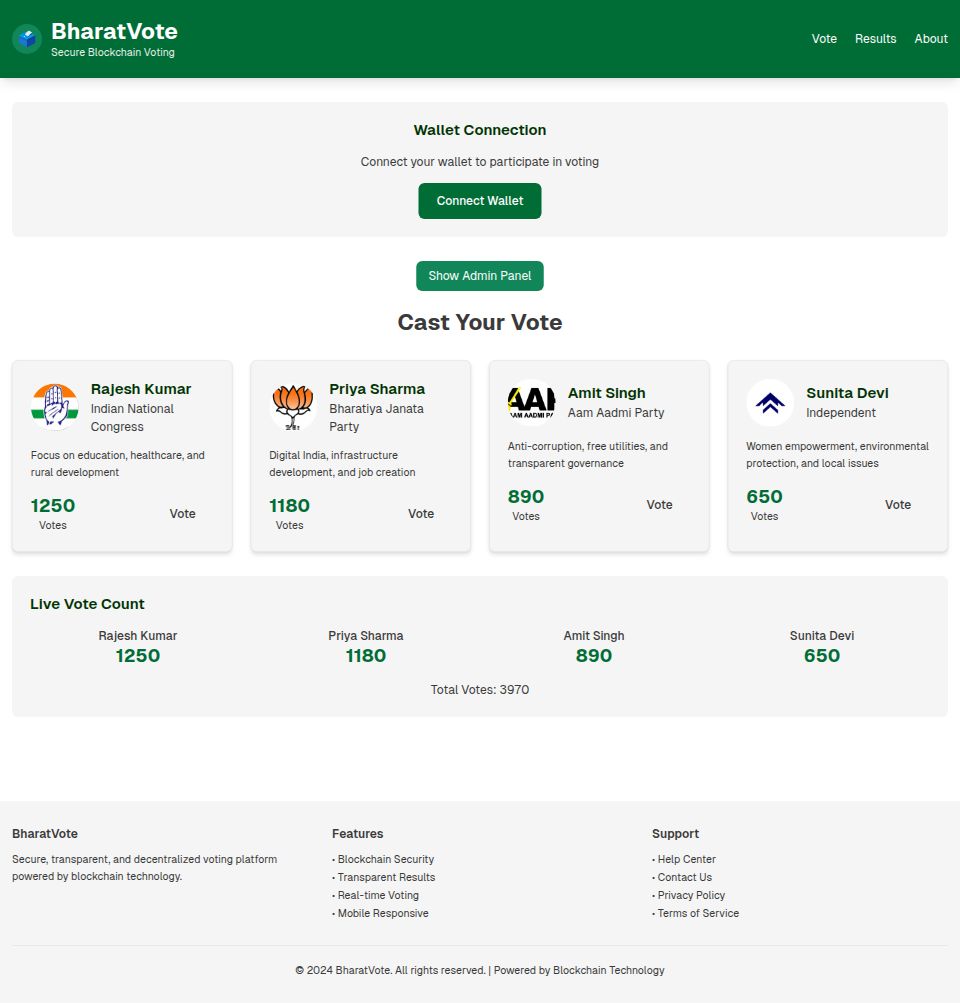 BharatVote
Secure Blockchain Voting
Vote
Results
About
Wallet Connection
Connect your wallet to participate in voting
Connect Wallet
Show Admin Panel
Cast Your Vote
Rajesh Kumar
Indian National
Congress
Focus on education, healthcare, and
rural development
1250
Votes
Vote
Priya Sharma
Bharatiya Janata
Party
Digital India, infrastructure
development, and job creation
1180
Votes
Vote
AAP
AAM AADMI PA
Amit Singh
Aam Aadmi Party
Anti-corruption, free utilities, and
transparent governance
890
Votes
Vote
Sunita Devi
Independent
Women empowerment, environmental
protection, and local issues
650
Votes
Vote
Live Vote Count
Rajesh Kumar
1250
Priya Sharma
1180
Amit Singh
890
Sunita Devi
650
Total Votes: 3970
BharatVote
Secure, transparent, and decentralized voting platform
powered by blockchain technology.
Features
• Blockchain Security
• Transparent Results
• Real-time Voting
• Mobile Responsive
Support
• Help Center
• Contact Us
• Privacy Policy
• Terms of Service
© 2024 BharatVote. All rights reserved. | Powered by Blockchain Technology